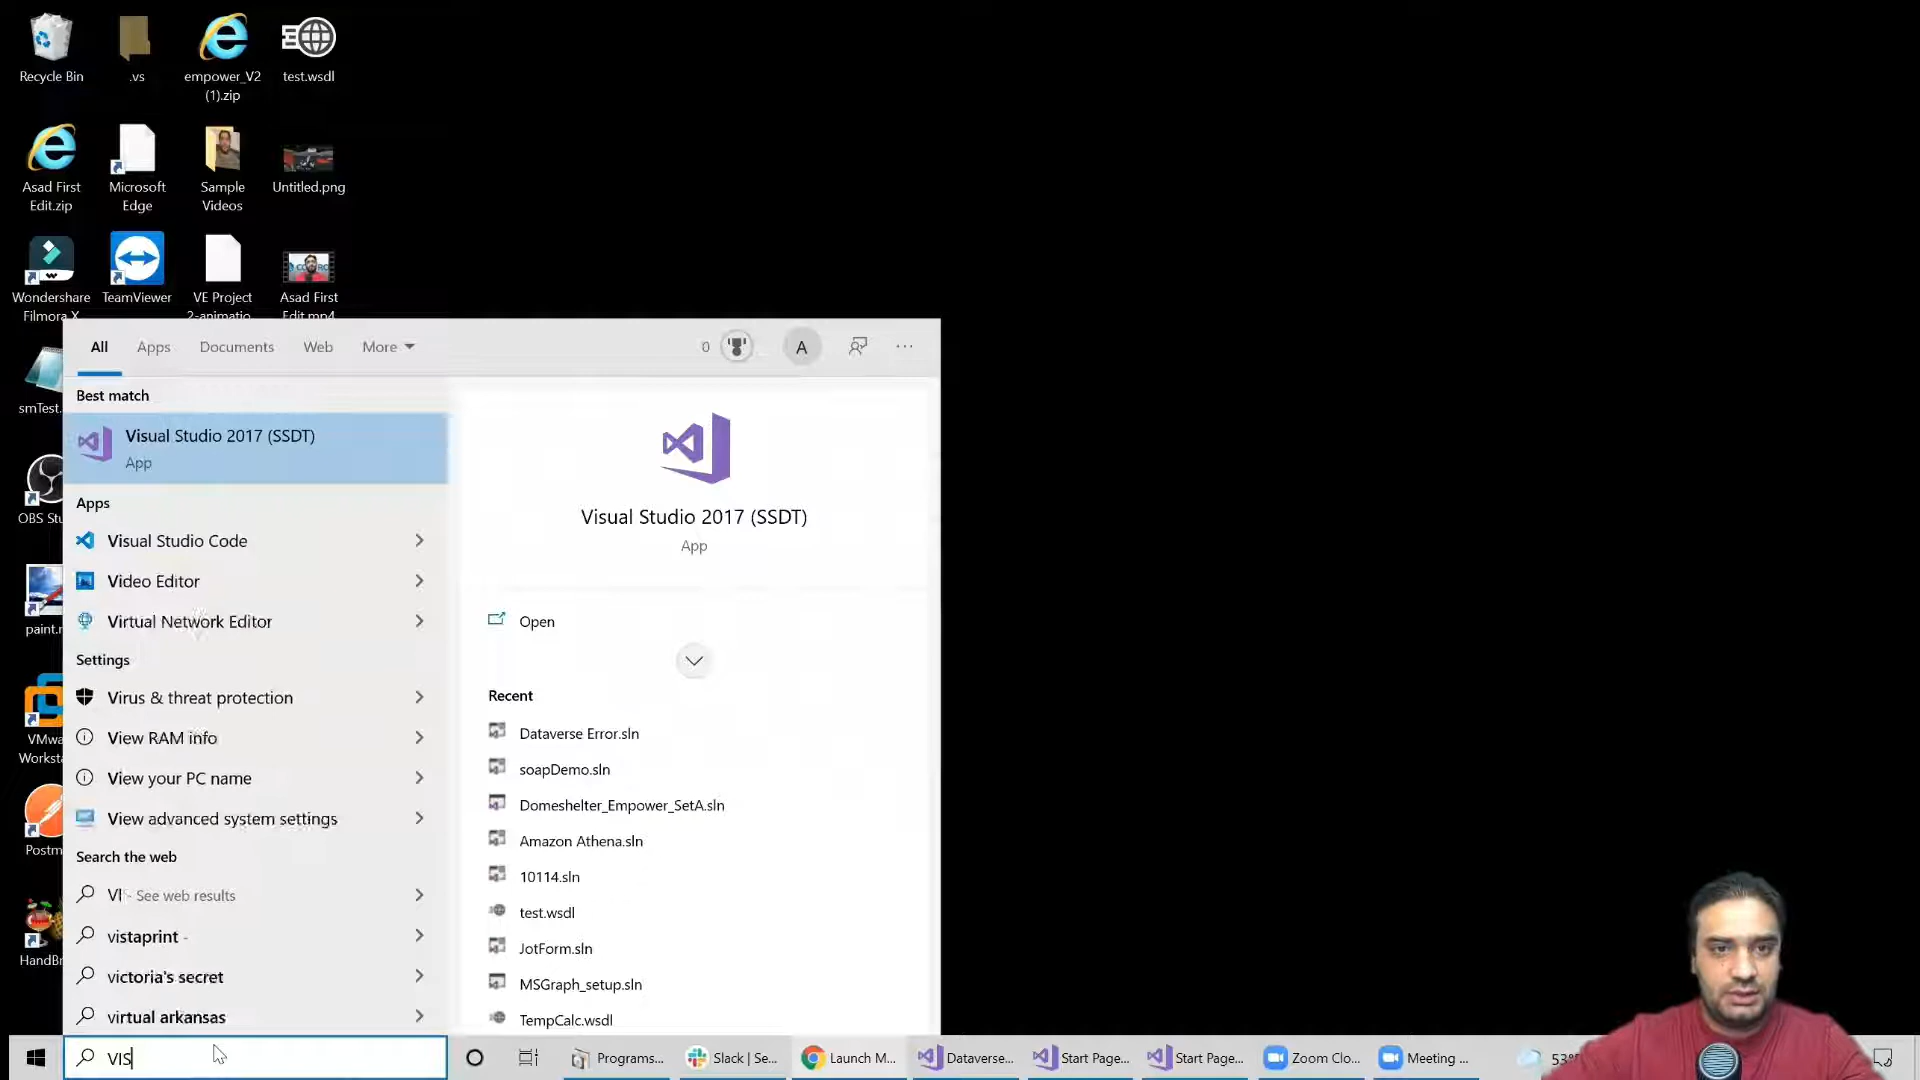 Recycle Bin
.vs
empower_V2
(1).zip
test.wsdl
Asad First
Edit.zip
Microsoft
Edge
Sample
Videos
Untitled.png
Wondershare
Filmora X
TeamViewer
VE Project
2-animatio...
Asad First
Edit.mp4
smTest.
OBS Stu
paint.n
VMwa
Worksta
Postm
HandBr
All
Apps
Documents
Web
More
0
A
Best match
Visual Studio 2017 (SSDT)
App
Apps
Visual Studio Code
Video Editor
Virtual Network Editor
Settings
Virus & threat protection
View RAM info
View your PC name
View advanced system settings
Search the web
VI - See web results
vistaprint -
victoria's secret
virtual arkansas
Visual Studio 2017 (SSDT)
App
Open
Recent
Dataverse Error.sln
soapDemo.sln
Domeshelter_Empower_SetA.sln
Amazon Athena.sln
10114.sln
test.wsdl
JotForm.sln
MSGraph_setup.sln
TempCalc.wsdl
VIS
Programs...
Slack | Se...
Launch M...
Dataverse...
Start Page...
Start Page...
Zoom Clo...
Meeting ...
53°